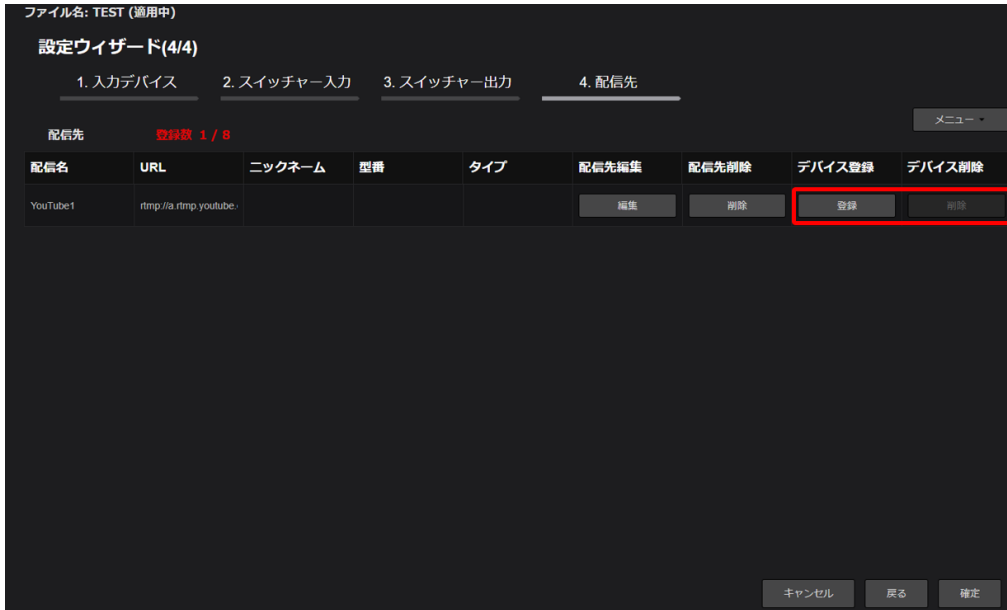 ファイル名: TEST (適用中)
設定ウィザード(4/4)
1. 入力デバイス 2. スイッチャー入力 3. スイッチャー出力 4. 配信先
メニュー
配信先 登録数 1 / 8
配信名 URL ニックネーム 型番 タイプ 配信先編集 配信先削除 デバイス登録 デバイス削除
YouTube1 rtmp://a.rtmp.youtube. 編集 削除 登録 削除
キャンセル 戻る 確定